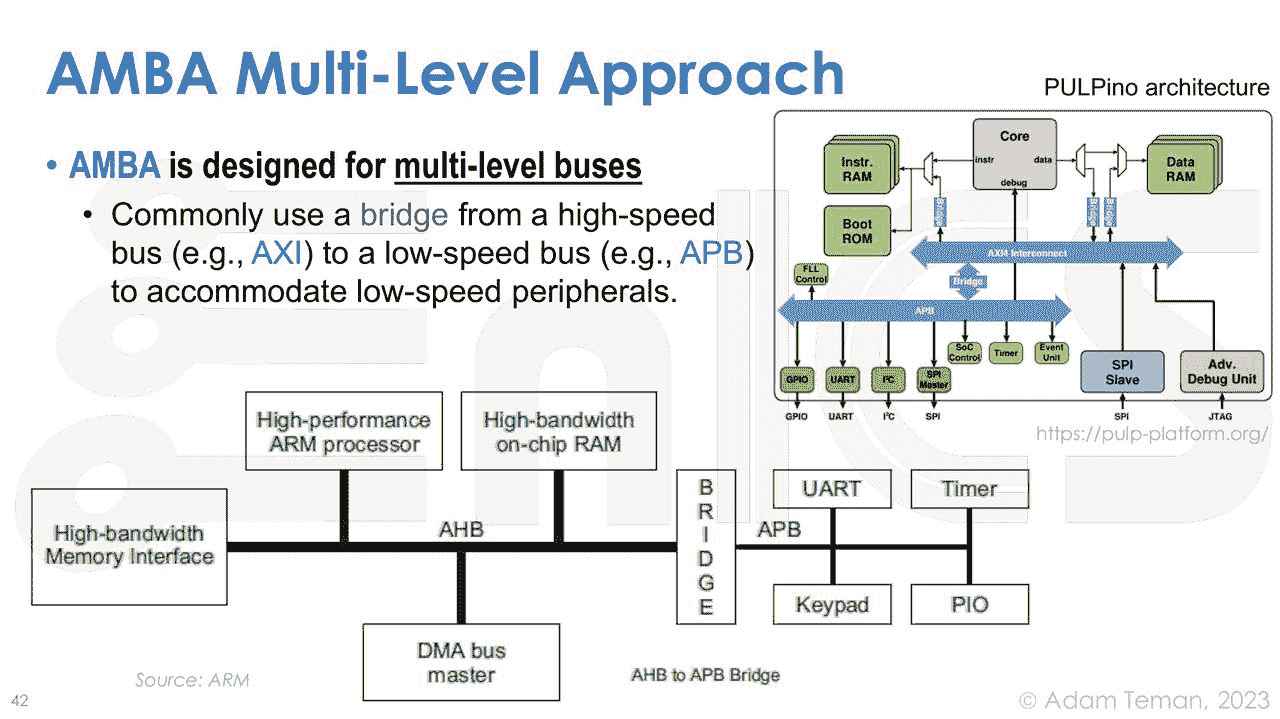 AMBA Multi-Level Approach
PULPino architecture
• AMBA is designed for multi-level buses
• Commonly use a bridge from a high-speed
bus (e.g., AXI) to a low-speed bus (e.g., APB)
to accommodate low-speed peripherals.
Core
instr
data
debug
Instr.
RAM
Data
RAM
Boot
ROM
AXI4 Interconnect
Bridge
FLL
Control
APB
GPIO
UART
I²C
SPI
Master
SoC
Control
Timer
Event
Unit
SPI
Slave
Adv.
Debug Unit
GPIO
UART
I²C
SPI
SPI
JTAG
https://pulp-platform.org/
High-performance
ARM processor
High-bandwidth
on-chip RAM
High-bandwidth
Memory Interface
AHB
DMA bus
master
BRIDGE
APB
UART
Timer
Keypad
PIO
AHB to APB Bridge
Source: ARM
42
© Adam Teman, 2023